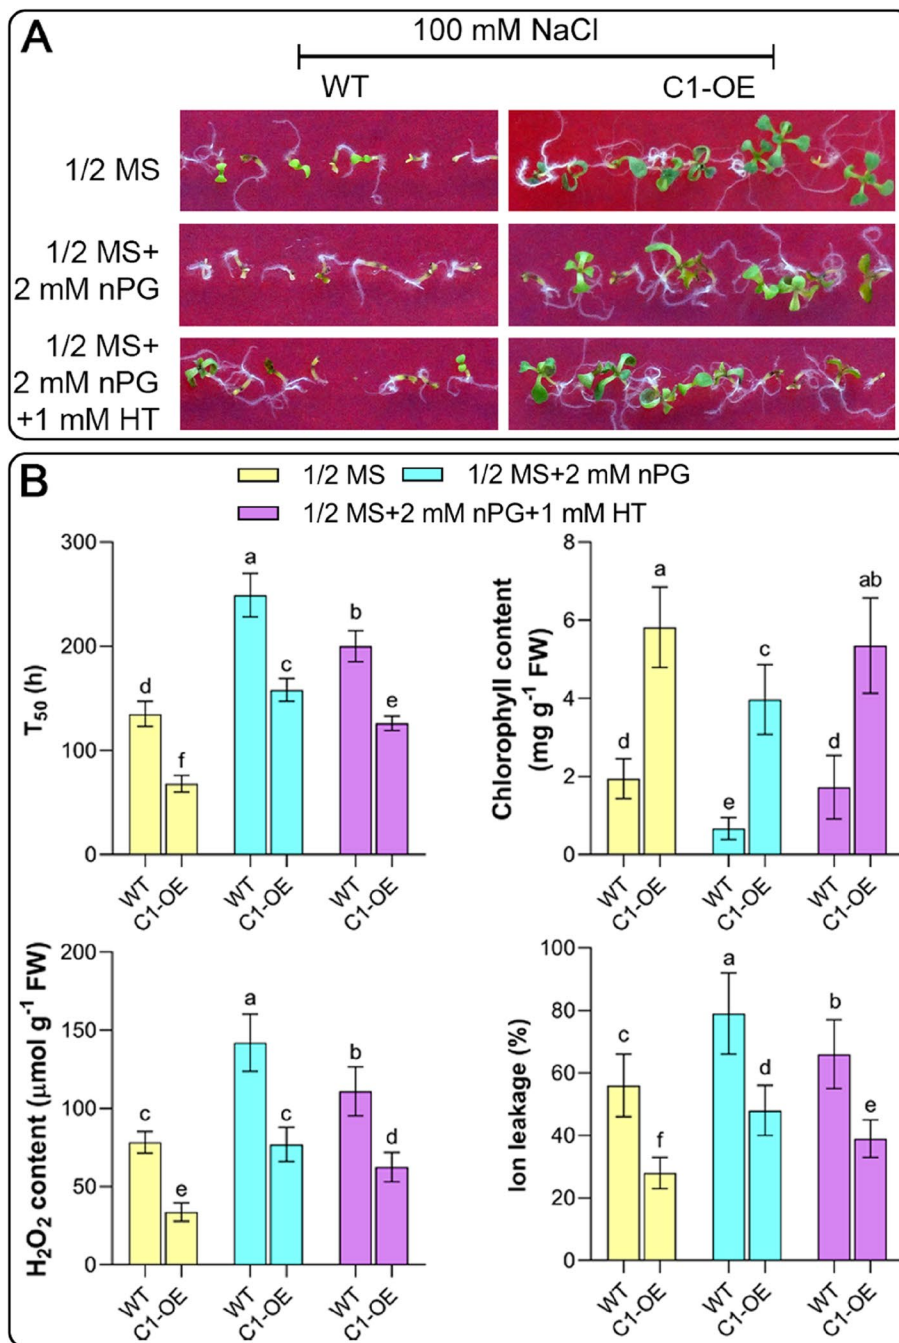 A
100 mM NaCl
WT C1-OE
1/2 MS
1/2 MS+
2 mM nPG
1/2 MS+
2 mM nPG
+1 mM HT
B
1/2 MS 1/2 MS+2 mM nPG
1/2 MS+2 mM nPG+1 mM HT
T₅₀ (h)
300
200
100
0
d f a c b e
WT C1-OE WT C1-OE WT C1-OE
Chlorophyll content
(mg g⁻¹ FW)
8
6
4
2
0
d a e c d ab
WT C1-OE WT C1-OE WT C1-OE
H₂O₂ content (μmol g⁻¹ FW)
200
150
100
50
0
c e a c b d
WT C1-OE WT C1-OE WT C1-OE
Ion leakage (%)
100
80
60
40
20
0
c f a d b e
WT C1-OE WT C1-OE WT C1-OE